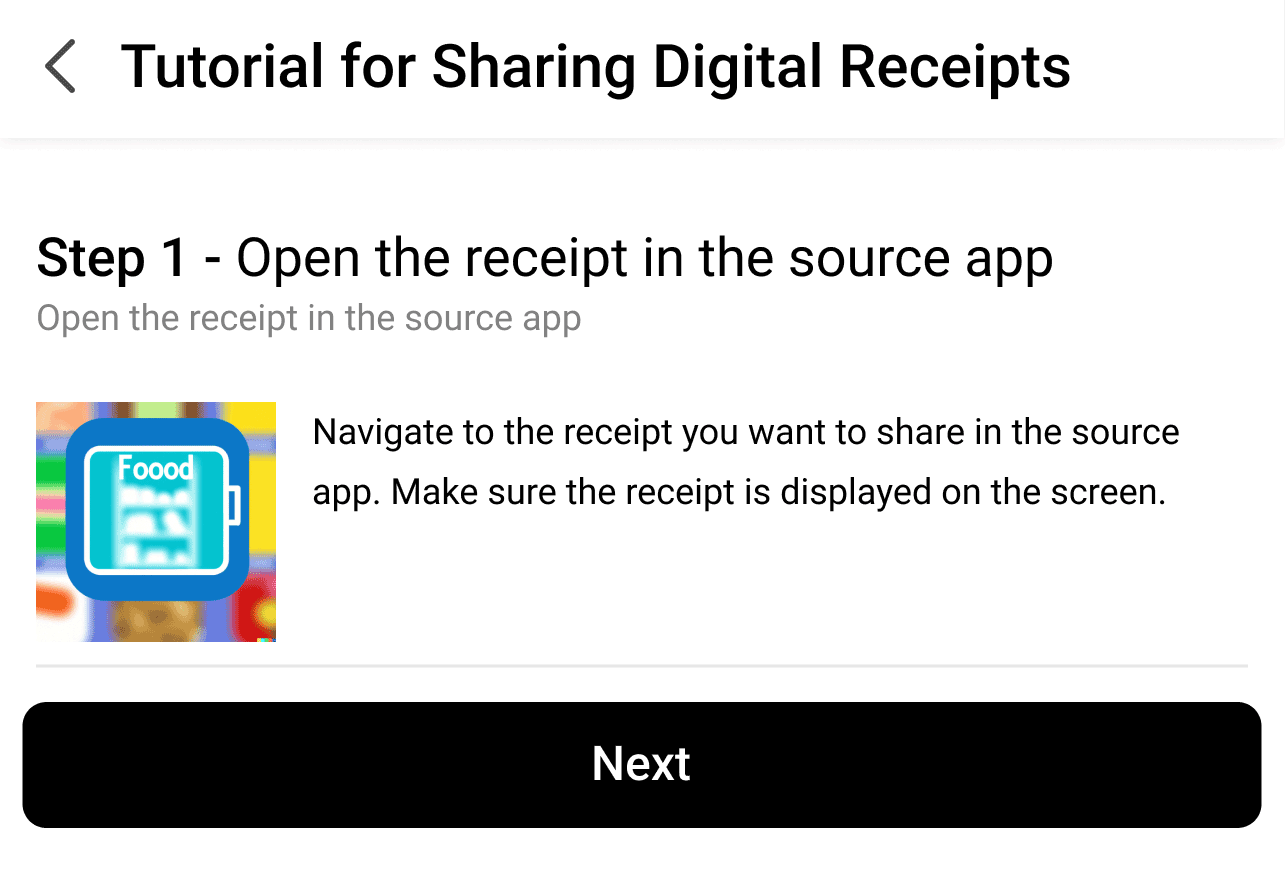 Tutorial for Sharing Digital Receipts
Step 1 - Open the receipt in the source app
Open the receipt in the source app
Foood
Navigate to the receipt you want to share in the source
app. Make sure the receipt is displayed on the screen.
Next